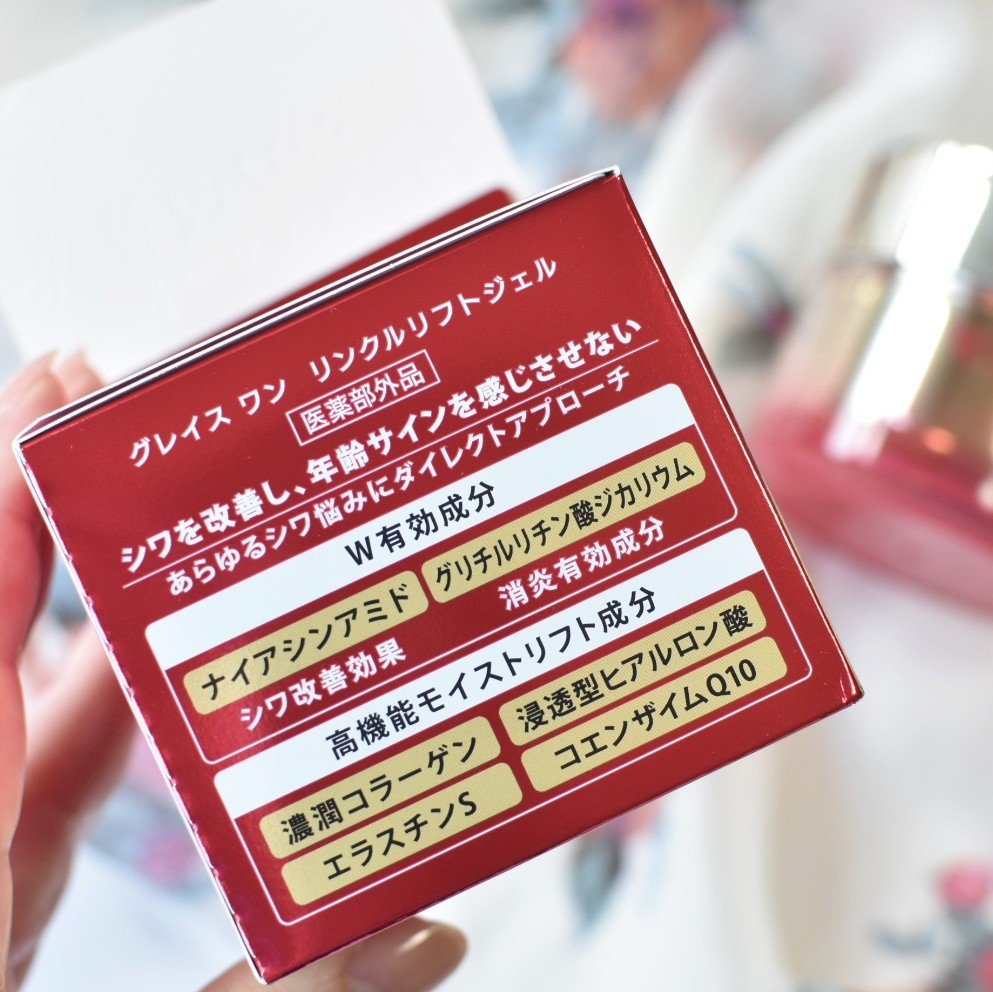 グレイス ワン リンクルリフトジェル
医薬部外品
シワを改善し、年齢サインを感じさせない
あらゆるシワ悩みにダイレクトアプローチ
W有効成分
ナイアシンアミド グリチルリチン酸ジカリウム
シワ改善効果 消炎有効成分
高機能モイストリフト成分
濃潤コラーゲン 浸透型ヒアルロン酸
エラスチンS コエンザイムQ10